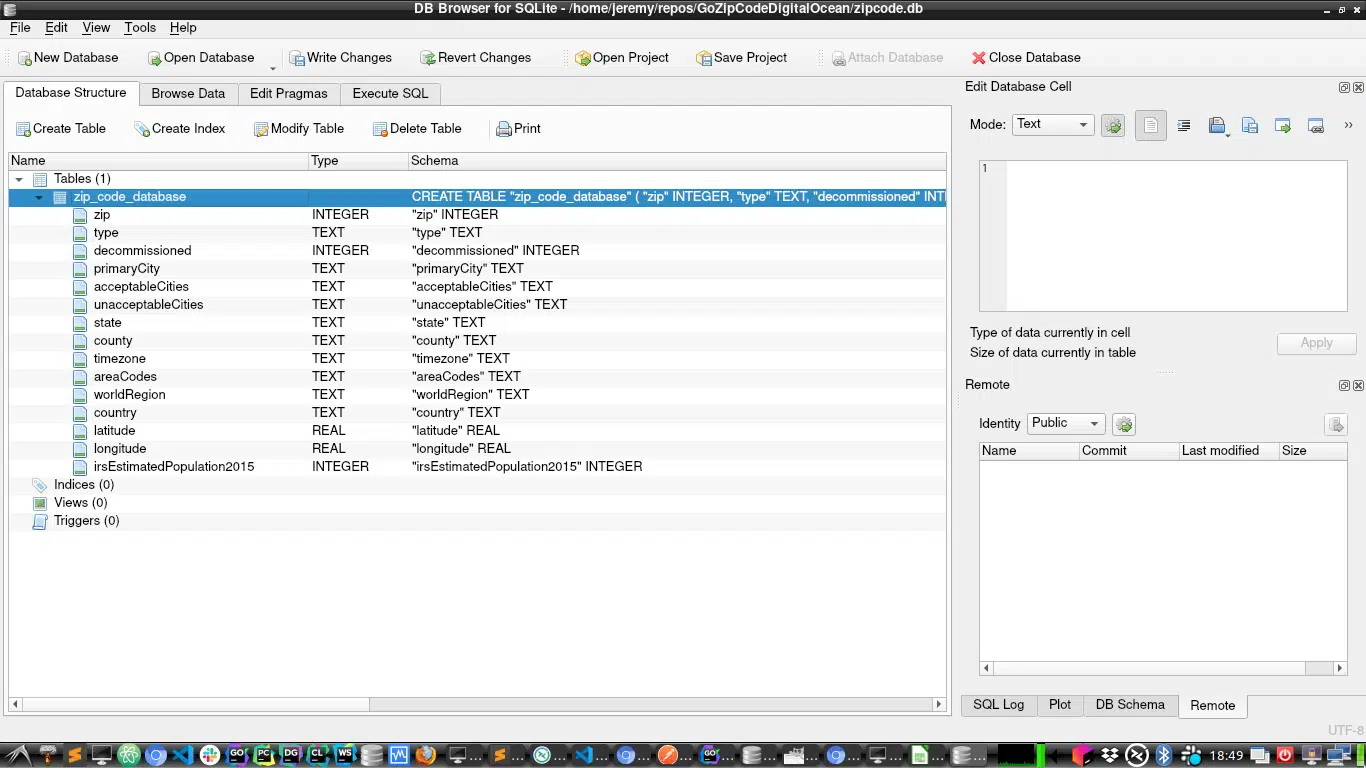 DB Browser for SQLite - /home/jeremy/repos/GoZipCodeDigitalOcean/zipcode.db
File Edit View Tools Help
New Database Open Database Write Changes Revert Changes Open Project Save Project Attach Database Close Database
Database Structure Browse Data Edit Pragmas Execute SQL
Create Table Create Index Modify Table Delete Table Print
Name Type Schema
Tables (1)
zip_code_database CREATE TABLE "zip_code_database" ( "zip" INTEGER, "type" TEXT, "decommissioned" INT
zip INTEGER "zip" INTEGER
type TEXT "type" TEXT
decommissioned INTEGER "decommissioned" INTEGER
primaryCity TEXT "primaryCity" TEXT
acceptableCities TEXT "acceptableCities" TEXT
unacceptableCities TEXT "unacceptableCities" TEXT
state TEXT "state" TEXT
county TEXT "county" TEXT
timezone TEXT "timezone" TEXT
areaCodes TEXT "areaCodes" TEXT
worldRegion TEXT "worldRegion" TEXT
country TEXT "country" TEXT
latitude REAL "latitude" REAL
longitude REAL "longitude" REAL
irsEstimatedPopulation2015 INTEGER "irsEstimatedPopulation2015" INTEGER
Indices (0)
Views (0)
Triggers (0)
Edit Database Cell
Mode: Text
1
Type of data currently in cell
Size of data currently in table
Apply
Remote
Identity Public
Name Commit Last modified Size
SQL Log Plot DB Schema Remote
UTF-8
GO PC DG CL WS ... ... ... ... ... ... ... ... ... ... ... ... ... ... 18:49